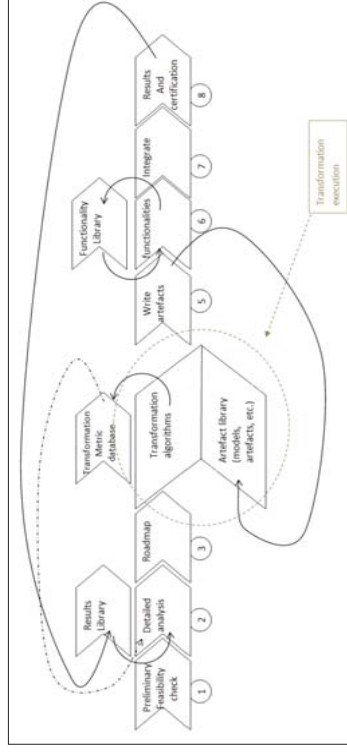 Results
Library
Transformation
Metric
database
Functionality
Library
Preliminary
Feasibility
check
Detailed
analysis
Roadmap
Transformation
algorithms
Artefact library
(models,
artefacts, etc.)
Write
artefacts
functionalities
Integrate
Results
And
certification
1
2
3
5
6
7
8
Transformation
execution